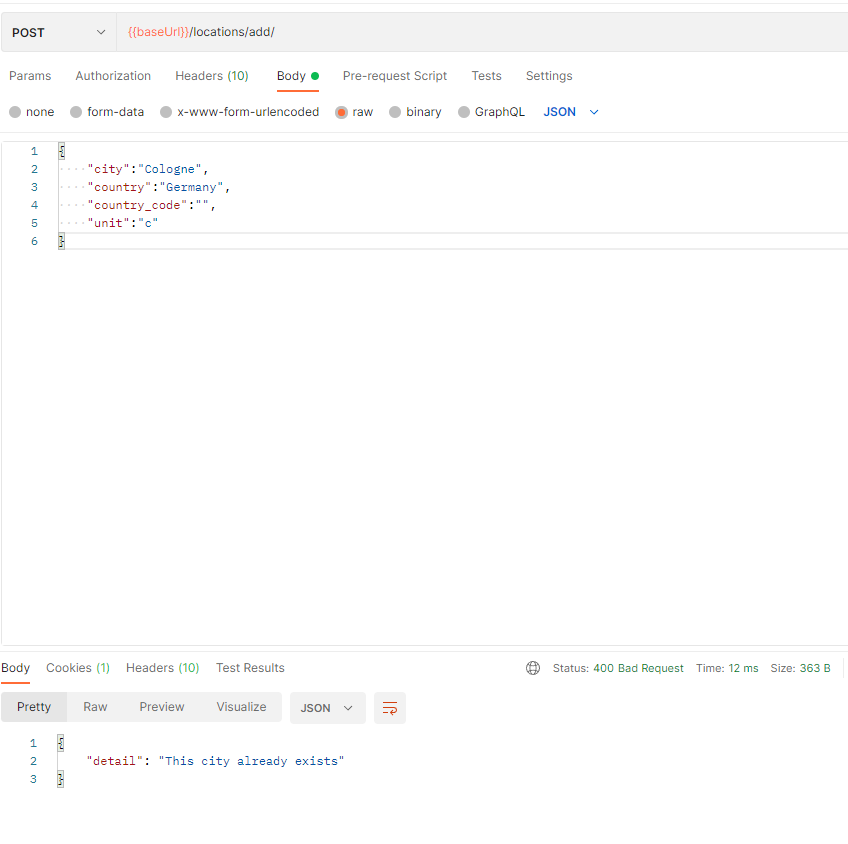 POST {{baseUrl}}/locations/add/
Params Authorization Headers (10) Body Pre-request Script Tests Settings
none form-data x-www-form-urlencoded raw binary GraphQL JSON
1 {
2 "city":"Cologne",
3 "country":"Germany",
4 "country_code":"",
5 "unit":"c"
6 }
Body Cookies (1) Headers (10) Test Results Status: 400 Bad Request Time: 12 ms Size: 363 B
Pretty Raw Preview Visualize JSON
1 {
2 "detail": "This city already exists"
3 }